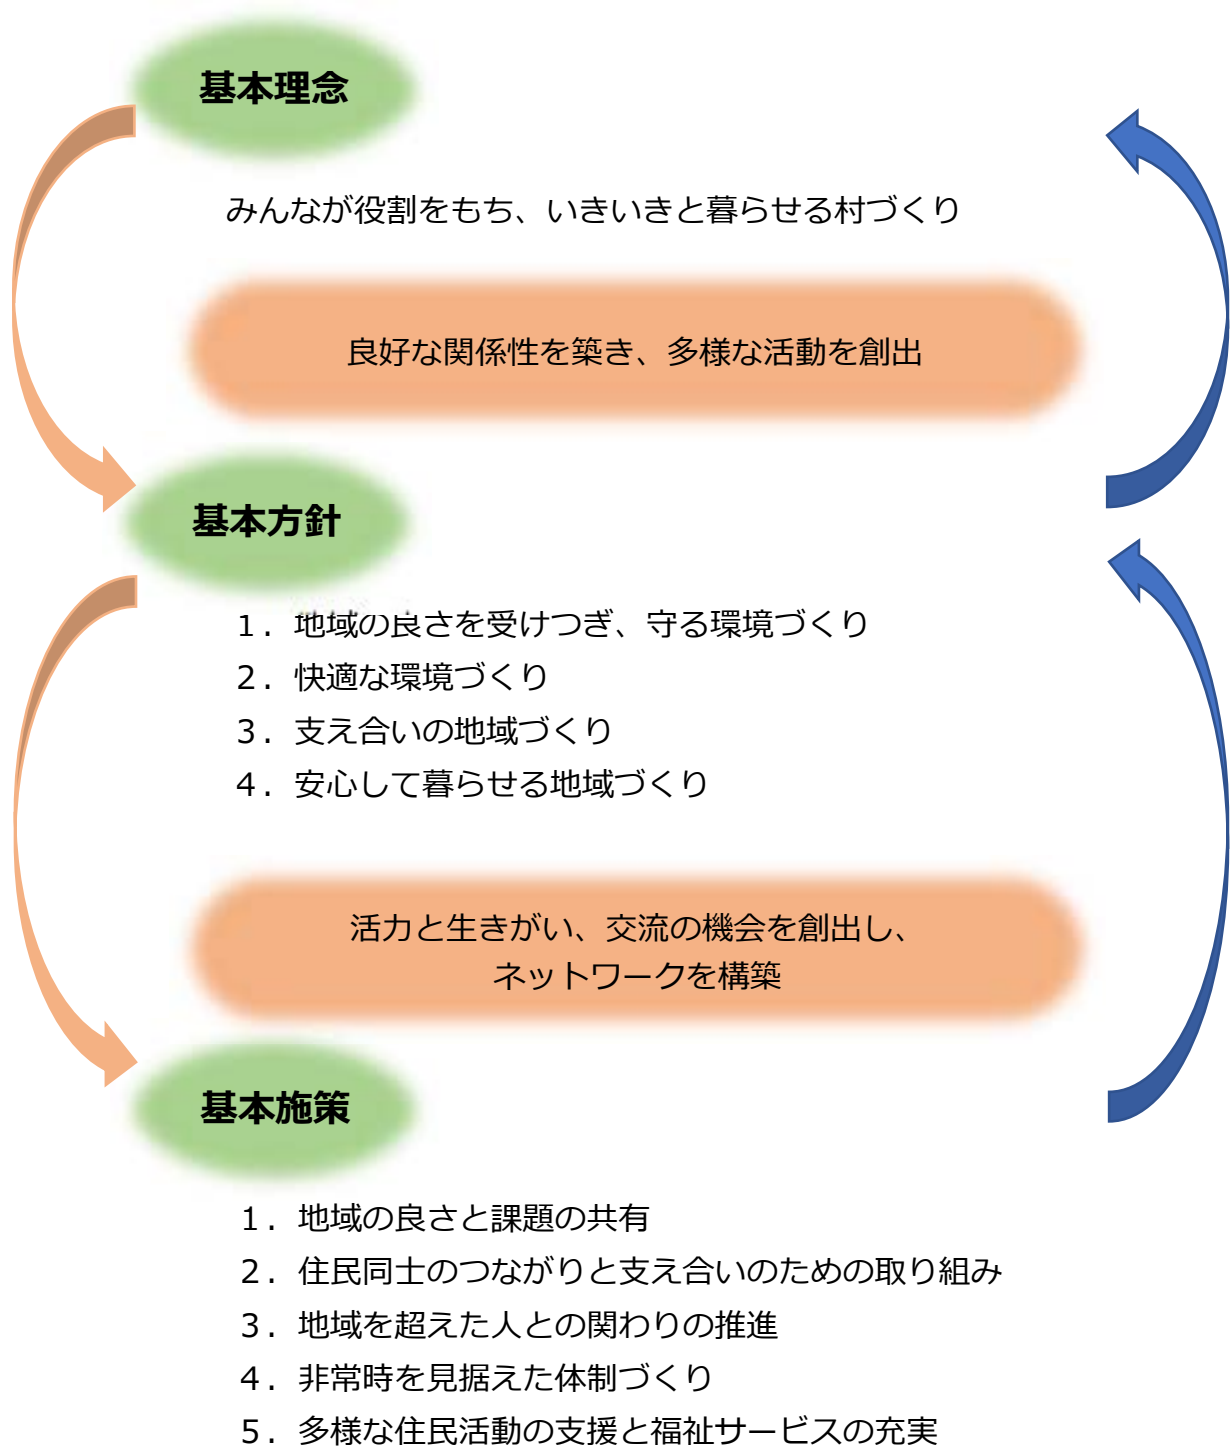 基本理念
みんなが役割をもち、いきいきと暮らせる村づくり
良好な関係性を築き、多様な活動を創出
基本方針
１．地域の良さを受けつぎ、守る環境づくり
２．快適な環境づくり
３．支え合いの地域づくり
４．安心して暮らせる地域づくり
活力と生きがい、交流の機会を創出し、
ネットワークを構築
基本施策
１．地域の良さと課題の共有
２．住民同士のつながりと支え合いのための取り組み
３．地域を超えた人との関わりの推進
４．非常時を見据えた体制づくり
５．多様な住民活動の支援と福祉サービスの充実